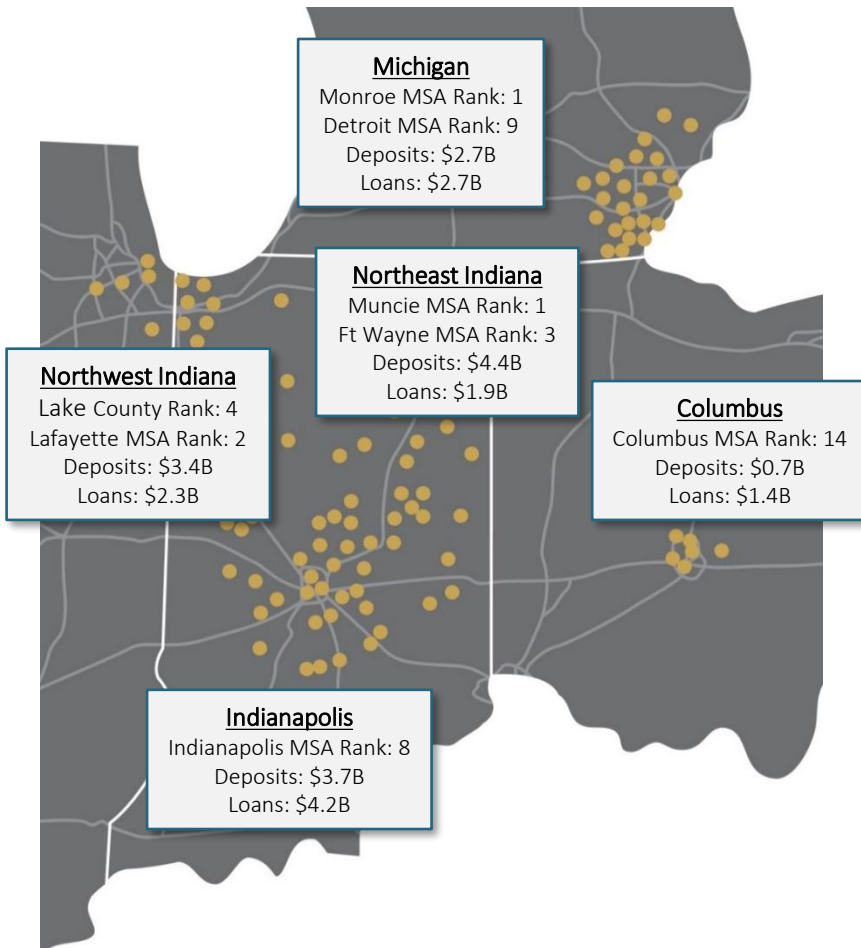 Michigan
Monroe MSA Rank: 1
Detroit MSA Rank: 9
Deposits: $2.7B
Loans: $2.7B
Northeast Indiana
Muncie MSA Rank: 1
Ft Wayne MSA Rank: 3
Deposits: $4.4B
Loans: $1.9B
Northwest Indiana
Lake County Rank: 4
Lafayette MSA Rank: 2
Deposits: $3.4B
Loans: $2.3B
Columbus
Columbus MSA Rank: 14
Deposits: $0.7B
Loans: $1.4B
Indianapolis
Indianapolis MSA Rank: 8
Deposits: $3.7B
Loans: $4.2B